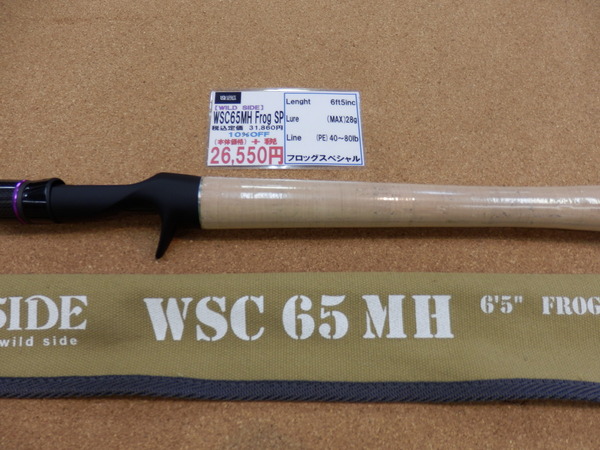 [WILD SIDE]
WSC65MH Frog SP
税込定価 31,860円
10%OFF
(本体価格) + 税
26,550円
Lenght 6ft5inc
Lure (MAX)28g
Line (PE)40～80lb
フロッグスペシャル
SIDE
wild side
WSC 65 MH 6'5" FROG